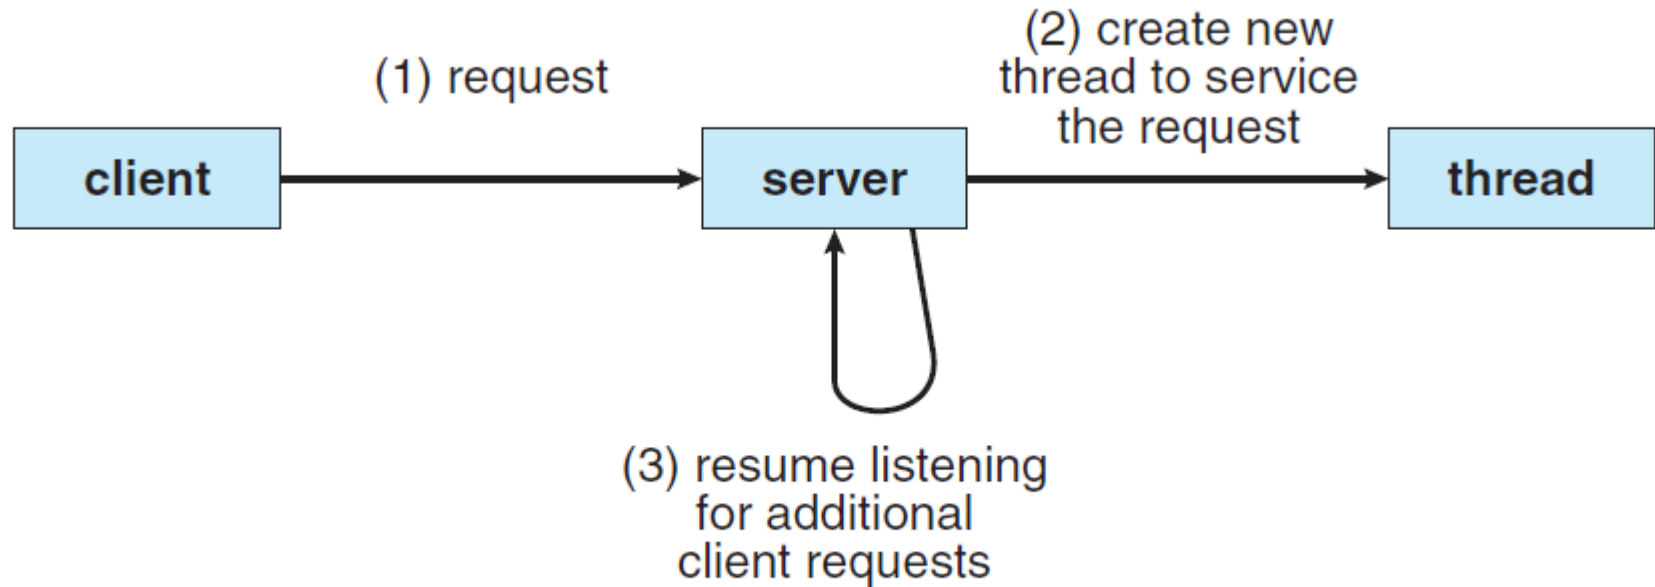 (1) request
(2) create new
thread to service
the request
client
server
thread
(3) resume listening
for additional
client requests